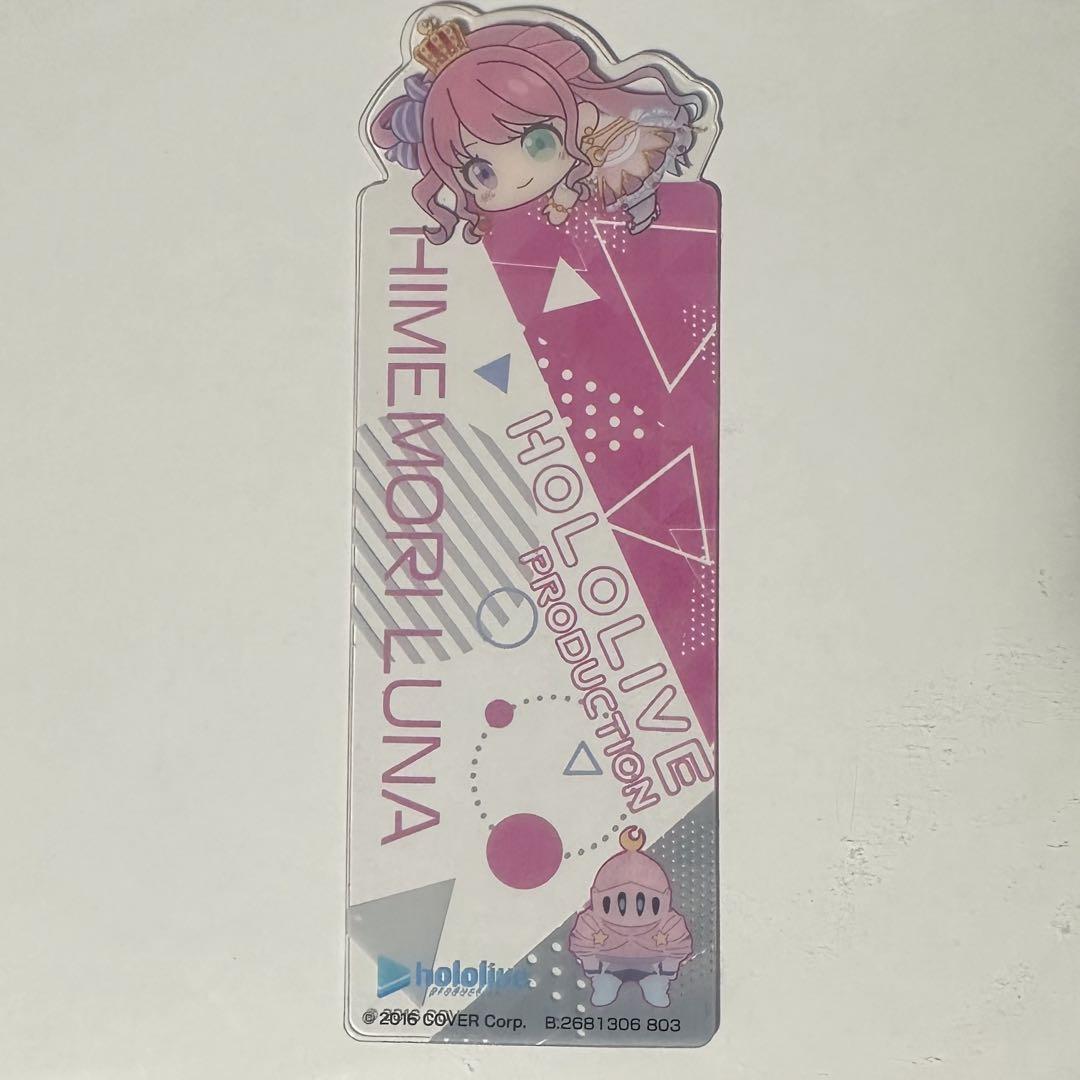 HIMEMORI LUNA
HOLOLIVE
PRODUCTION
hololive
© 2016 COVER Corp. B.2681306 803